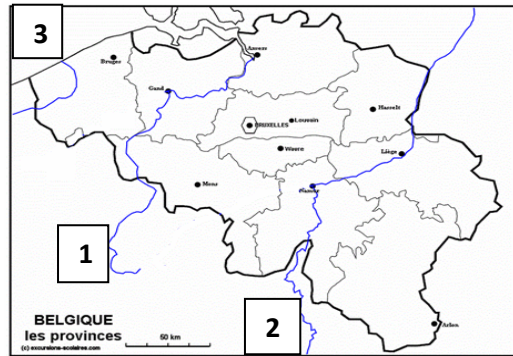 3
Anvers
Bruges
Gand
Hasselt
BRUXELLES
Louvain
Wavre
Liège
Mons
Namur
1
2
BELGIQUE
les provinces
50 km
(c) excursions-scolaires.com
Arlon